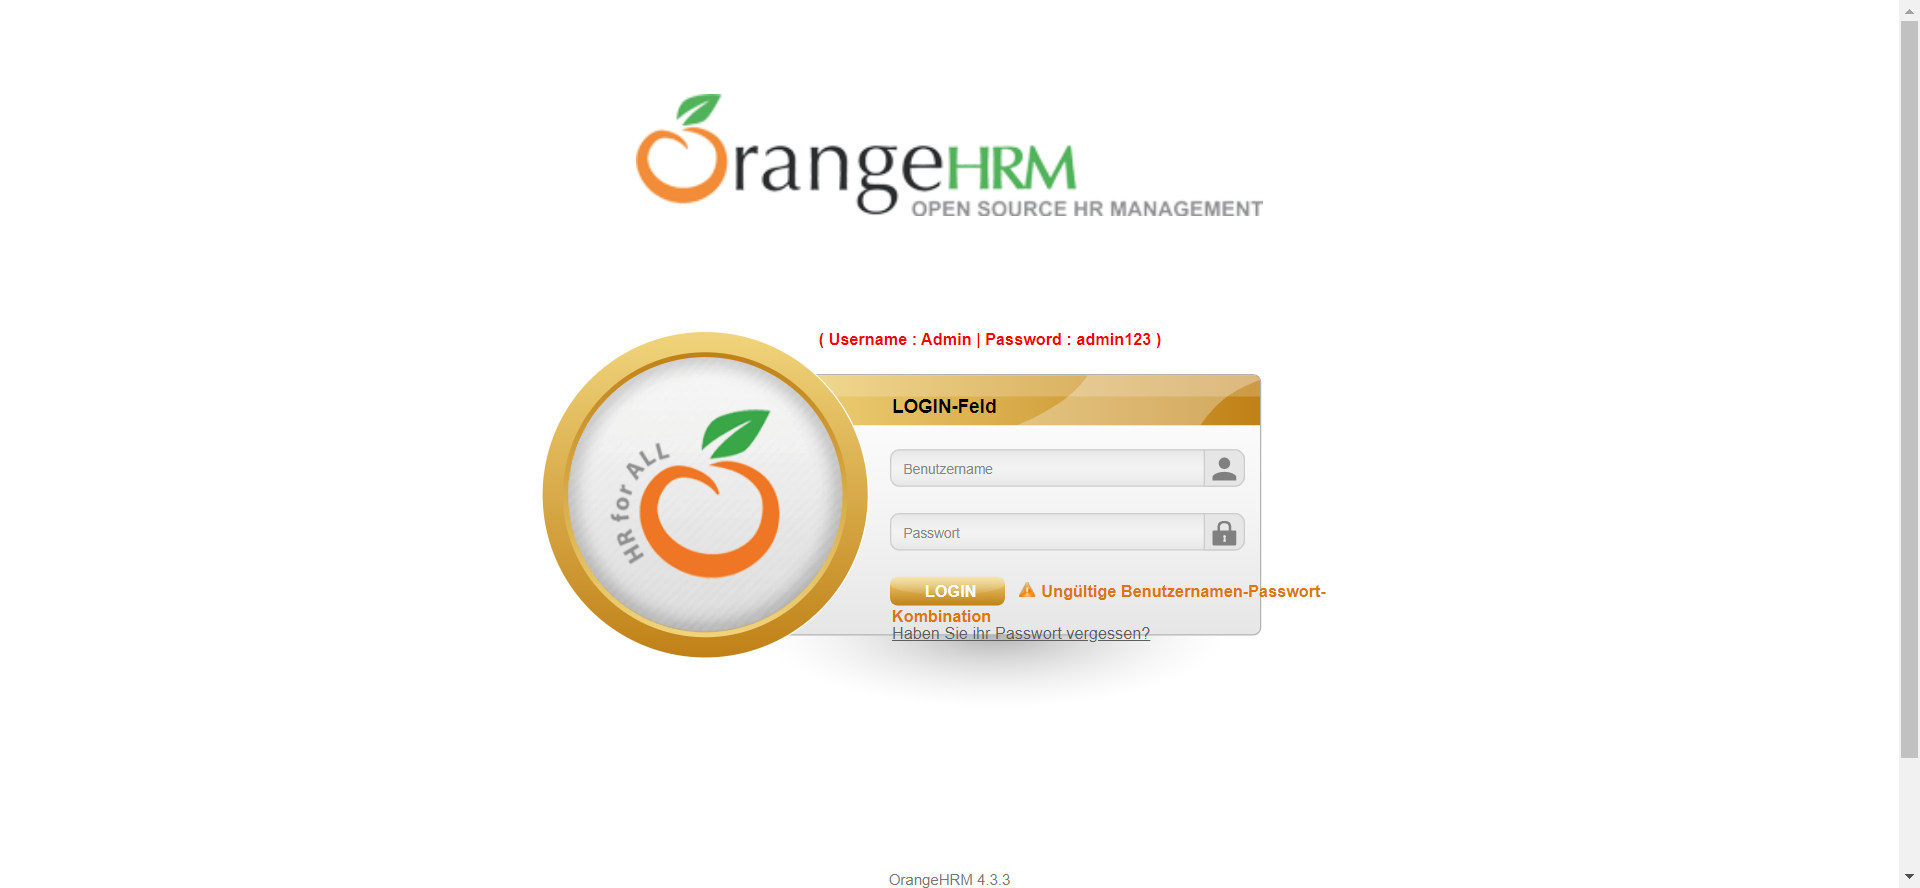 OrangeHRM
OPEN SOURCE HR MANAGEMENT
( Username : Admin | Password : admin123 )
HR for ALL
LOGIN-Feld
Benutzername
Passwort
LOGIN Ungültige Benutzernamen-Passwort-
Kombination
Haben Sie ihr Passwort vergessen?
OrangeHRM 4.3.3